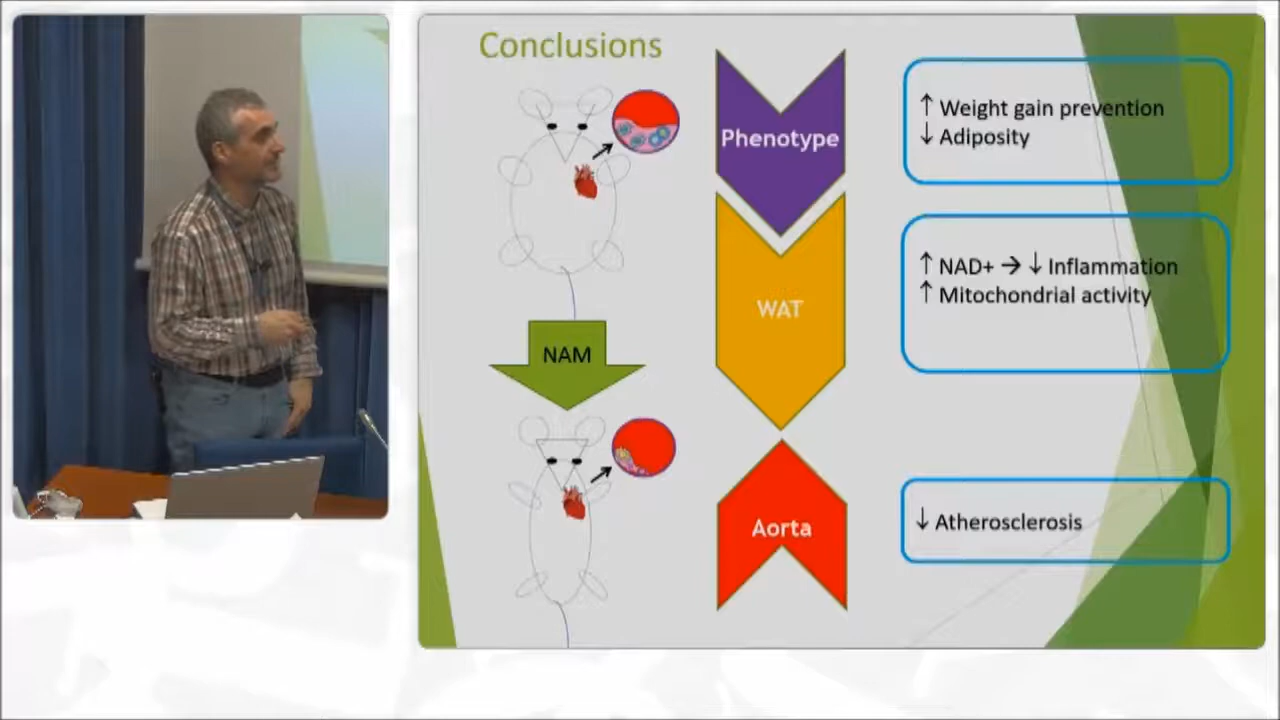 Conclusions
Phenotype
↑ Weight gain prevention
↓ Adiposity
WAT
↑ NAD+ → ↓ Inflammation
↑ Mitochondrial activity
NAM
Aorta
↓ Atherosclerosis